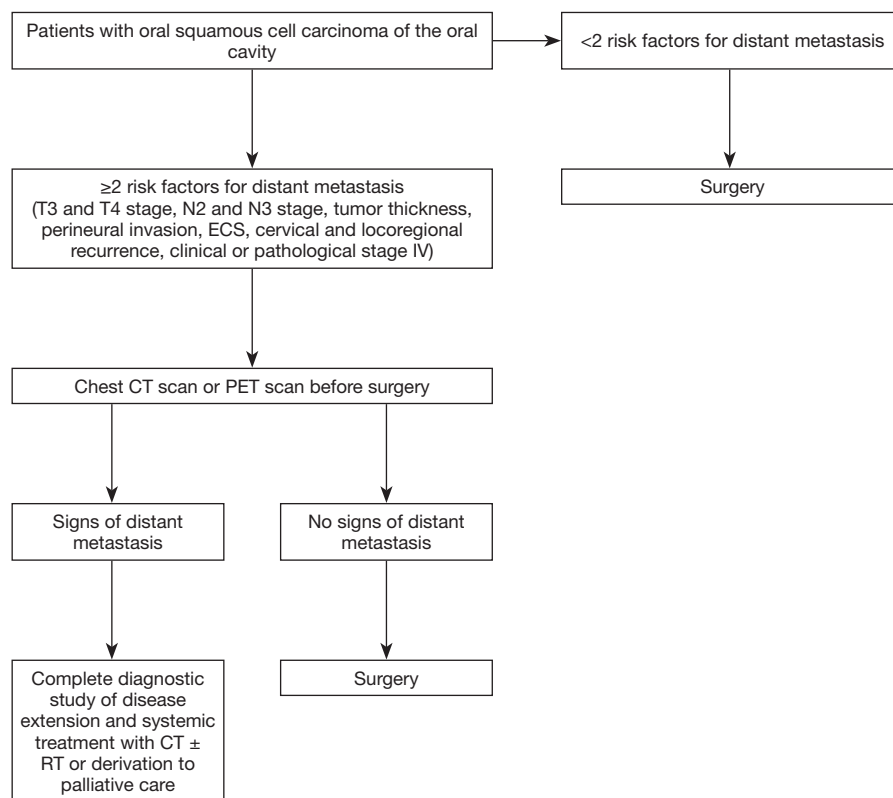 Patients with oral squamous cell carcinoma of the oral
cavity
<2 risk factors for distant metastasis
≥2 risk factors for distant metastasis
(T3 and T4 stage, N2 and N3 stage, tumor thickness,
perineural invasion, ECS, cervical and locoregional
recurrence, clinical or pathological stage IV)
Surgery
Chest CT scan or PET scan before surgery
Signs of distant
metastasis
No signs of distant
metastasis
Complete diagnostic
study of disease
extension and systemic
treatment with CT ±
RT or derivation to
palliative care
Surgery